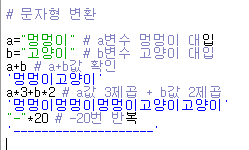 # 문자형 변환
a="멍멍이" # a변수 멍멍이 대입
b="고양이" # b변수 고양이 대입
a+b # a+b값 확인
'멍멍이고양이'
a*3+b*2 # a값 3제곱 + b값 2제곱
'멍멍이멍멍이멍멍이고양이고양이'
"-"*20 # -20번 반복
'--------------------'